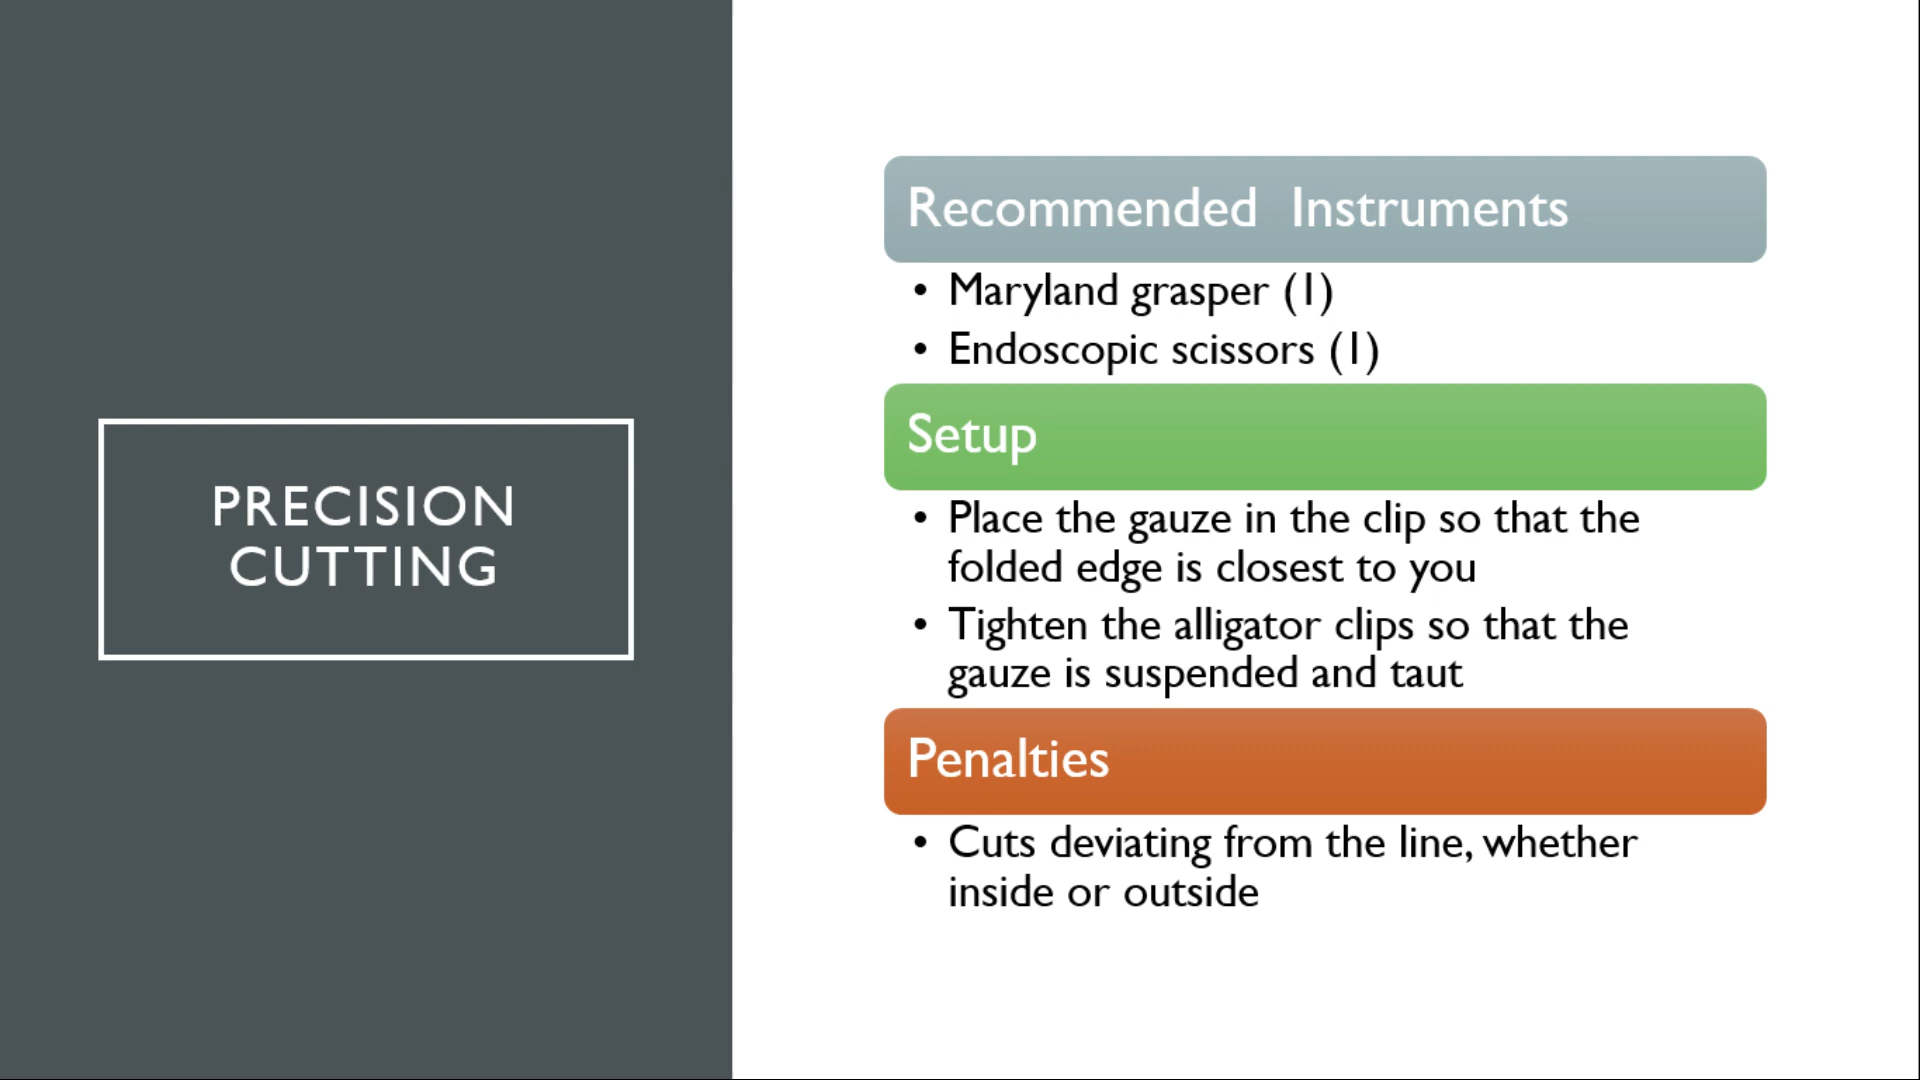 PRECISION
CUTTING
Recommended Instruments
• Maryland grasper (1)
• Endoscopic scissors (1)
Setup
• Place the gauze in the clip so that the
folded edge is closest to you
• Tighten the alligator clips so that the
gauze is suspended and taut
Penalties
• Cuts deviating from the line, whether
inside or outside